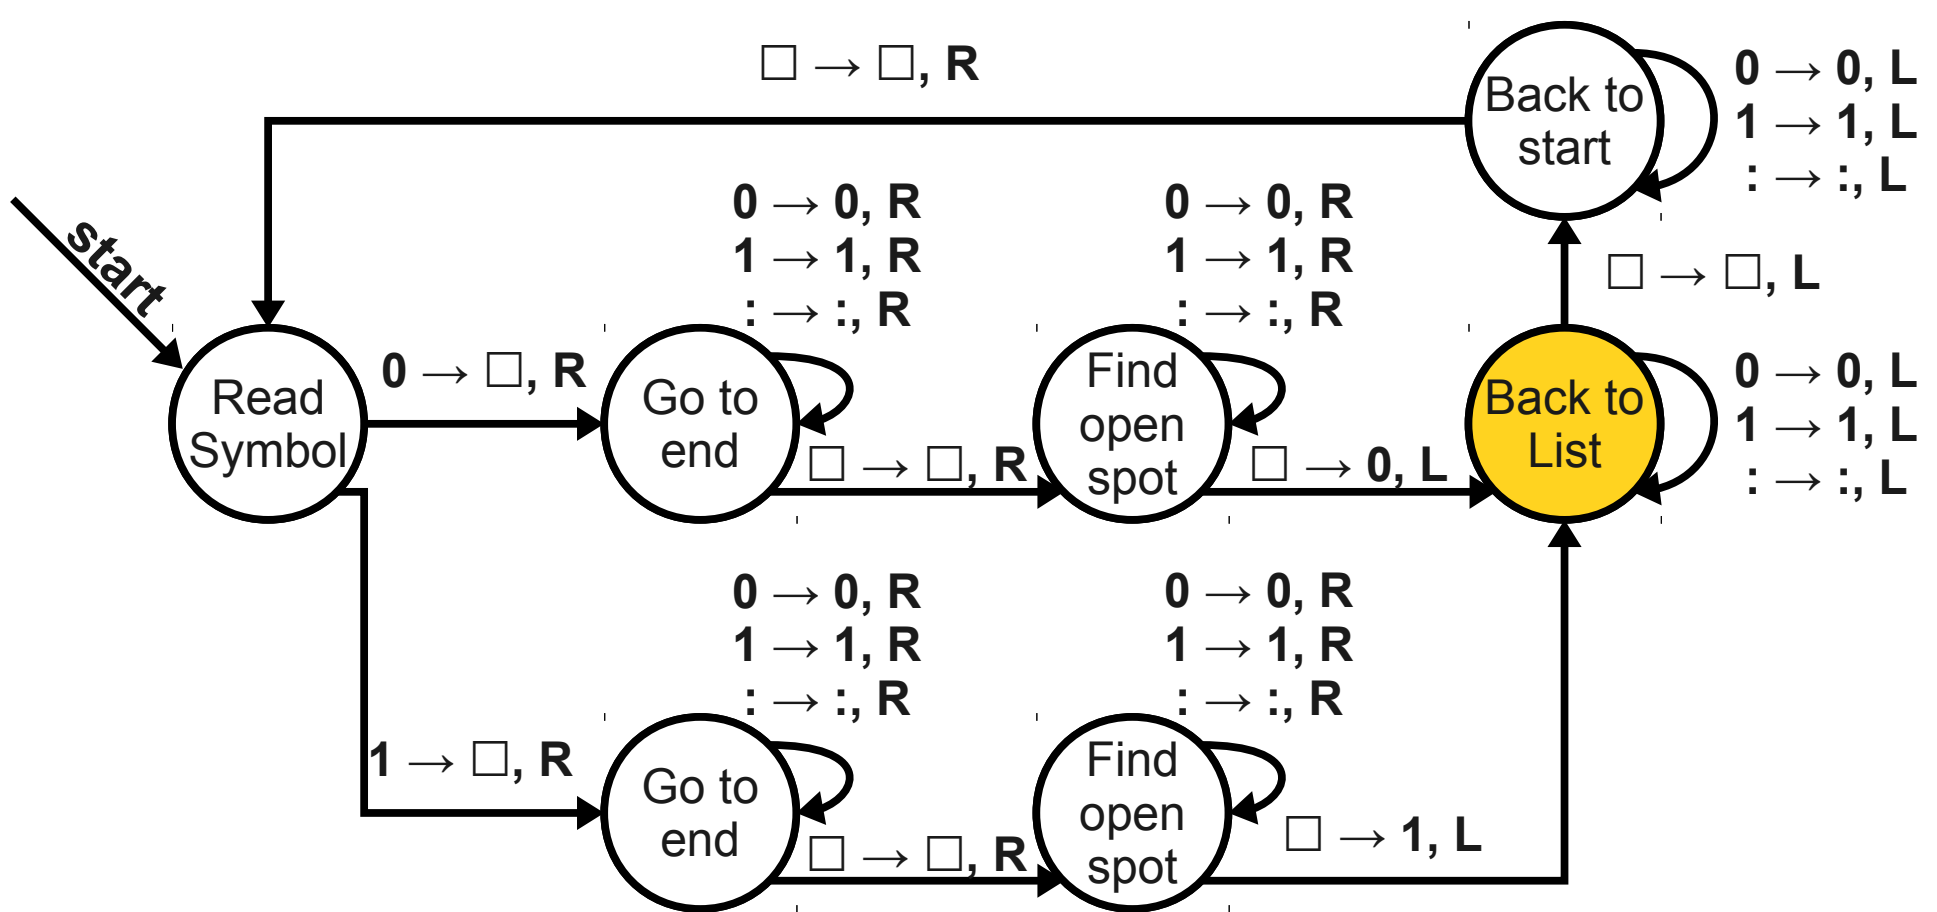 □ → □, R
Back to
start
0 → 0, L
1 → 1, L
: → :, L
start
0 → 0, R
1 → 1, R
: → :, R
0 → 0, R
1 → 1, R
: → :, R
□ → □, L
Read
Symbol
0 → □, R
Go to
end
□ → □, R
Find
open
spot
□ → 0, L
Back to
List
0 → 0, L
1 → 1, L
: → :, L
0 → 0, R
1 → 1, R
: → :, R
0 → 0, R
1 → 1, R
: → :, R
1 → □, R
Go to
end
□ → □, R
Find
open
spot
□ → 1, L